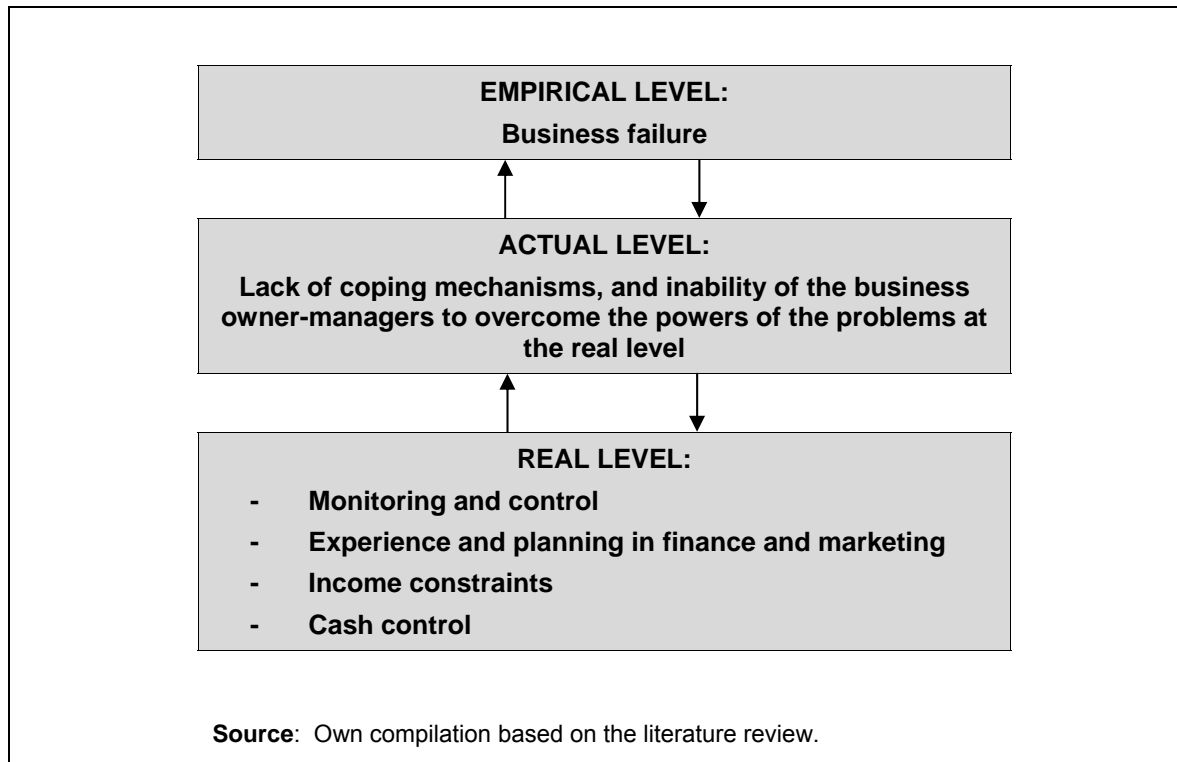 EMPIRICAL LEVEL:
Business failure
ACTUAL LEVEL:
Lack of coping mechanisms, and inability of the business
owner-managers to overcome the powers of the problems at
the real level
REAL LEVEL:
- Monitoring and control
- Experience and planning in finance and marketing
- Income constraints
- Cash control
Source: Own compilation based on the literature review.